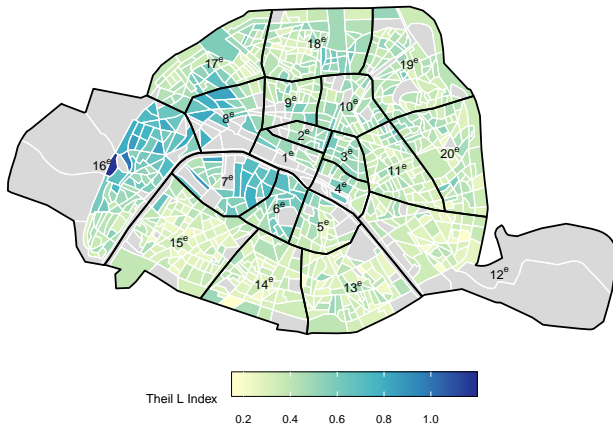 18ᵉ
17ᵉ
19ᵉ
9ᵉ
10ᵉ
8ᵉ
2ᵉ
1ᵉ
3ᵉ
20ᵉ
16ᵉ
11ᵉ
7ᵉ
4ᵉ
6ᵉ
5ᵉ
15ᵉ
12ᵉ
14ᵉ
13ᵉ
Theil L Index
0.2 0.4 0.6 0.8 1.0